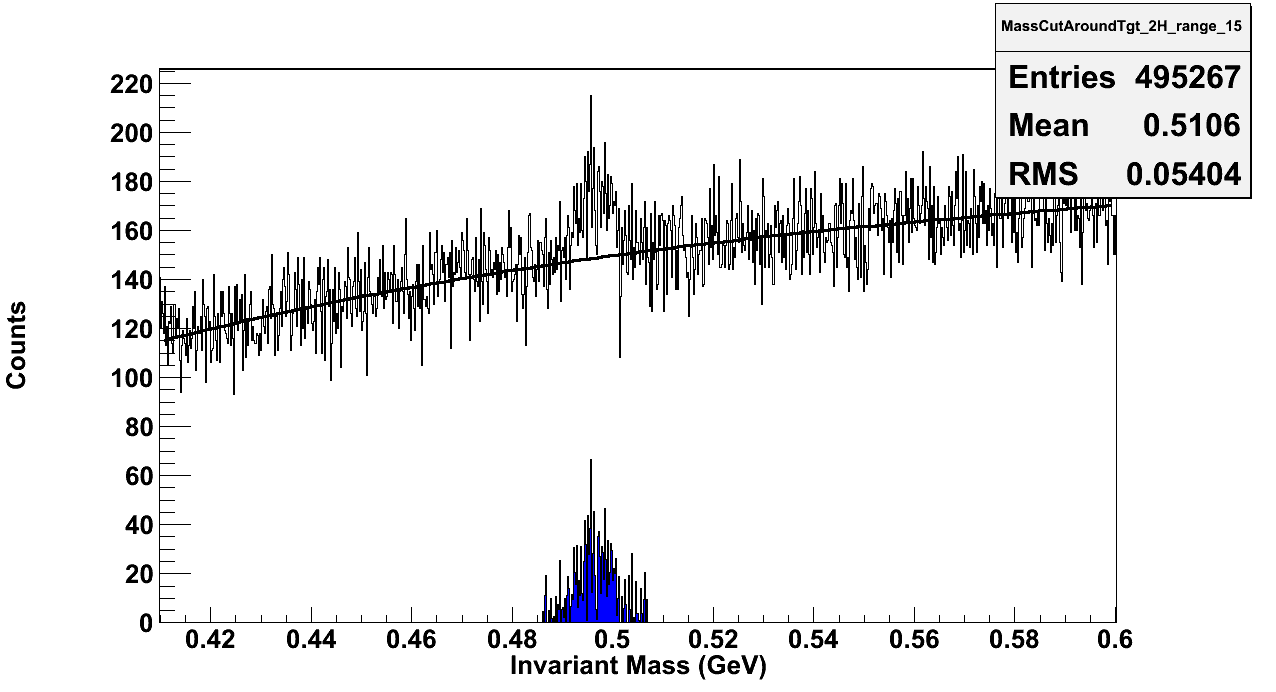 MassCutAroundTgt_2H_range_15
Entries 495267
Mean 0.5106
RMS 0.05404
220
200
180
160
140
120
100
80
60
40
20
0
Counts
0.42 0.44 0.46 0.48 0.5 0.52 0.54 0.56 0.58 0.6
Invariant Mass (GeV)